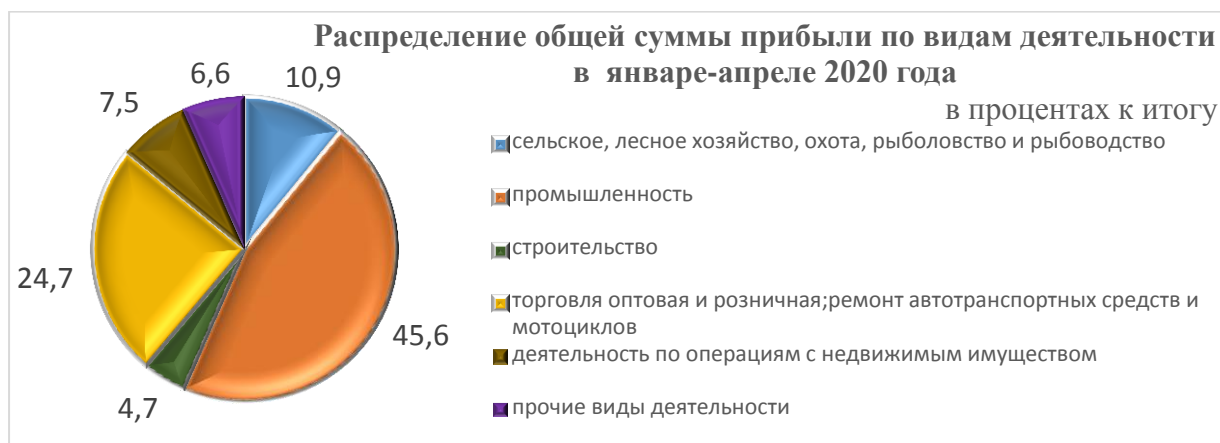 Распределение общей суммы прибыли по видам деятельности
в январе-апреле 2020 года
в процентах к итогу
6,6
10,9
7,5
24,7
45,6
4,7
сельское, лесное хозяйство, охота, рыболовство и рыбоводство
промышленность
строительство
торговля оптовая и розничная;ремонт автотранспортных средств и
мотоциклов
деятельность по операциям с недвижимым имуществом
прочие виды деятельности